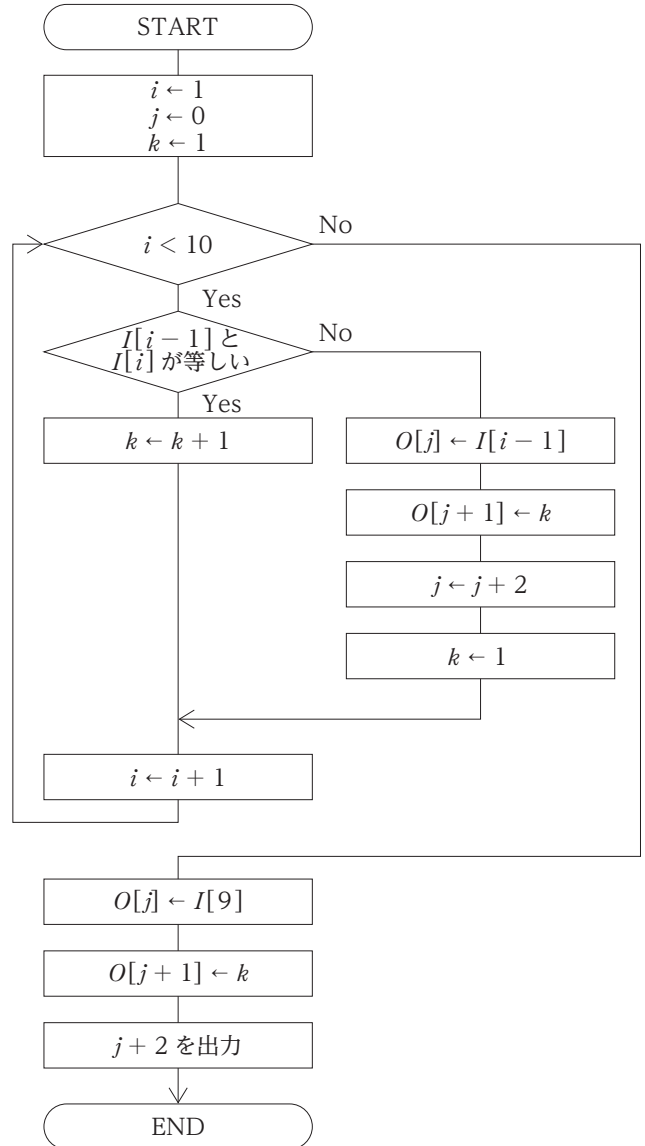 START
i ← 1
j ← 0
k ← 1
i < 10
No
Yes
I[i − 1] と
I[i] が等しい
No
Yes
k ← k + 1
O[j] ← I[i − 1]
O[j + 1] ← k
j ← j + 2
k ← 1
i ← i + 1
O[j] ← I[9]
O[j + 1] ← k
j + 2 を出力
END